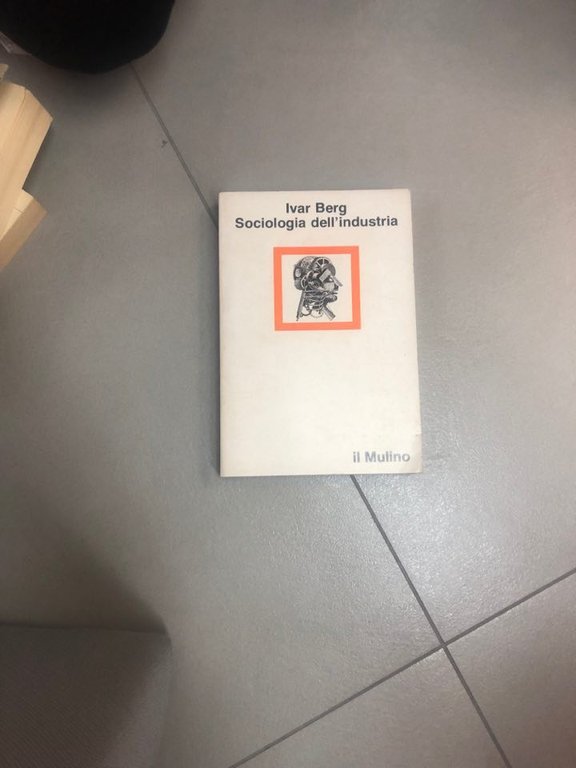 Ivar Berg
Sociologia dell'industria
il Mulino